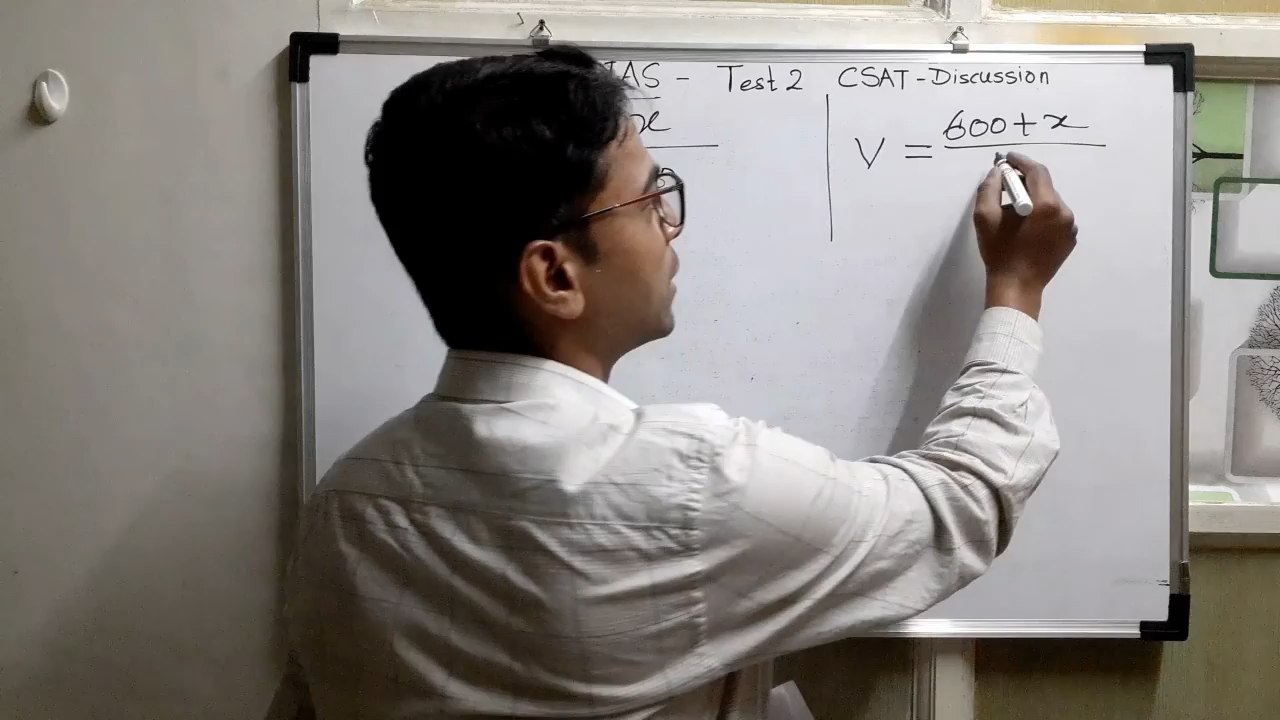 IAS - Test 2 CSAT - Discussion
x
V = 600 + x